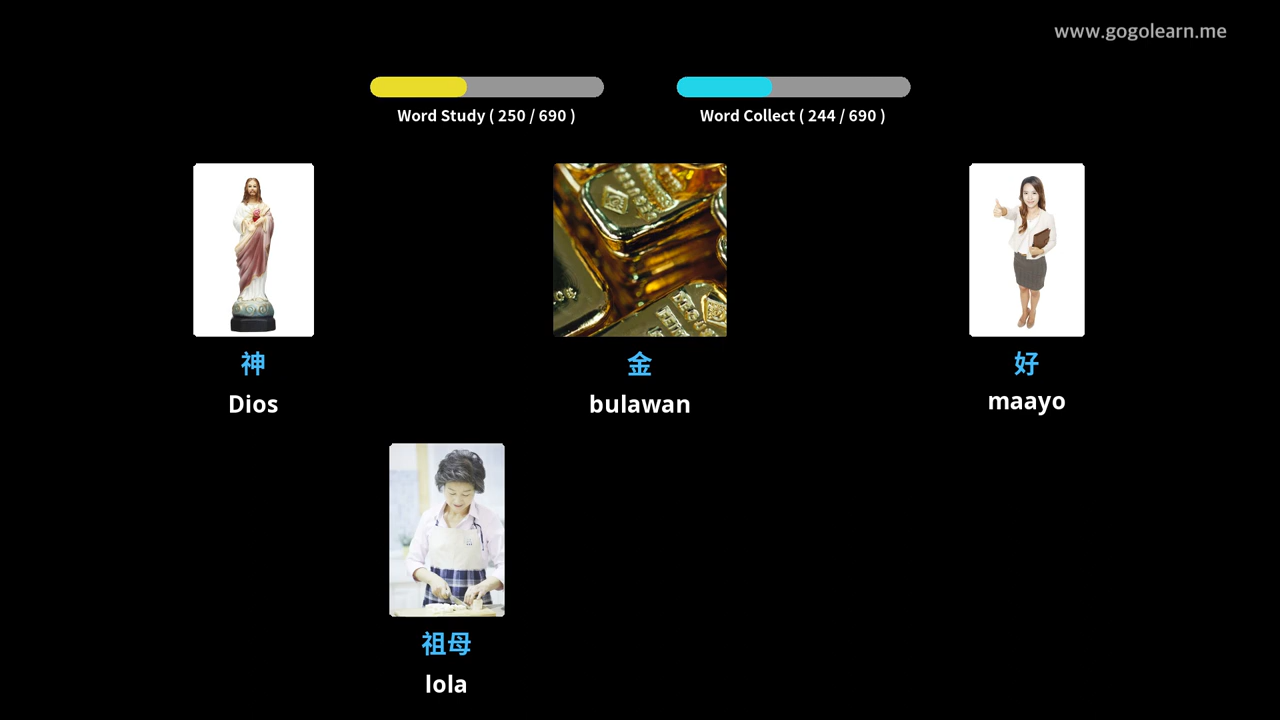 www.gogolearn.me
Word Study ( 250 / 690 )
Word Collect ( 244 / 690 )
神
Dios
金
bulawan
好
maayo
祖母
lola